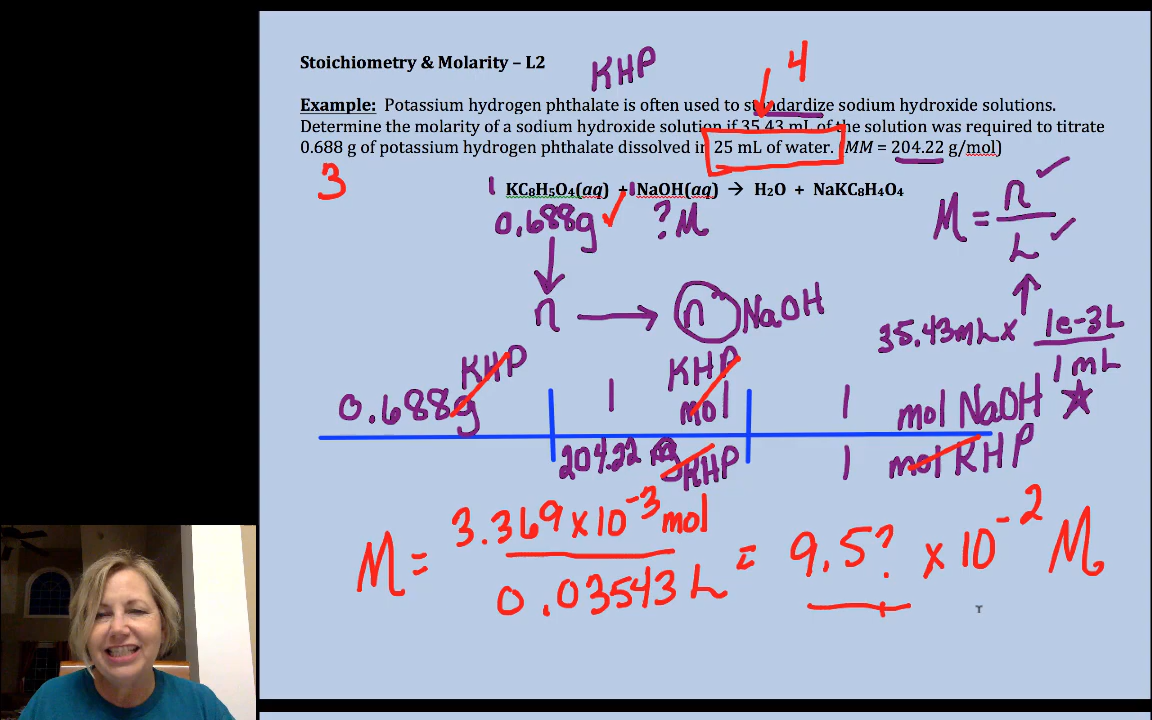 Stoichiometry & Molarity – L2
KHP
4
Example: Potassium hydrogen phthalate is often used to standardize sodium hydroxide solutions.
Determine the molarity of a sodium hydroxide solution if 35.43 mL of the solution was required to titrate
0.688 g of potassium hydrogen phthalate dissolved in 25 mL of water. (MM = 204.22 g/mol)
3
1 KC₈H₅O₄(aq) + 1 NaOH(aq) → H₂O + NaKC₈H₄O₄
0.688g ✓ ? M
M = n ✓ / L ✓
n → n NaOH
35.43mL x 1e-3L / 1 mL
0.688g KHP | 1 mol KHP | 1 mol NaOH ☆
204.22 g KHP | 1 mol KHP
M = 3.369 x 10⁻³ mol / 0.03543 L = 9.5? x 10⁻² M